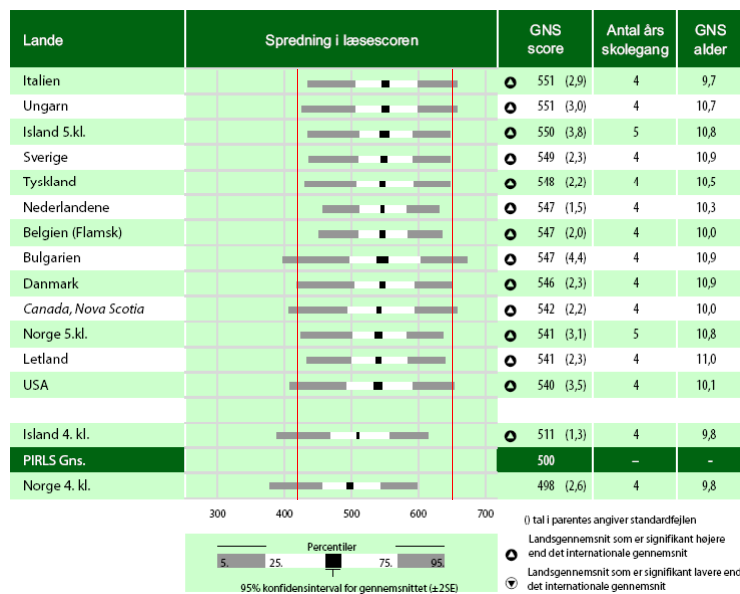 Lande Spredning i læsescoren GNS score Antal års skolegang GNS alder
Italien 551 (2,9) 4 9,7
Ungarn 551 (3,0) 4 10,7
Island 5.kl. 550 (3,8) 5 10,8
Sverige 549 (2,3) 4 10,9
Tyskland 548 (2,2) 4 10,5
Nederlandene 547 (1,5) 4 10,3
Belgien (Flamsk) 547 (2,0) 4 10,0
Bulgarien 547 (4,4) 4 10,9
Danmark 546 (2,3) 4 10,9
Canada, Nova Scotia 542 (2,2) 4 10,0
Norge 5.kl. 541 (3,1) 5 10,8
Letland 541 (2,3) 4 11,0
USA 540 (3,5) 4 10,1
Island 4. kl. 511 (1,3) 4 9,8
PIRLS Gns. 500 – -
Norge 4. kl. 498 (2,6) 4 9,8
300 400 500 600 700
Percentiler
5. 25. 75. 95.
95% konfidensinterval for gennemsnittet (±2SE)
() tal i parentes angiver standardfejlen
Landsgennemsnit som er signifikant højere
end det internationale gennemsnit
Landsgennemsnit som er signifikant lavere end
det internationale gennemsnit